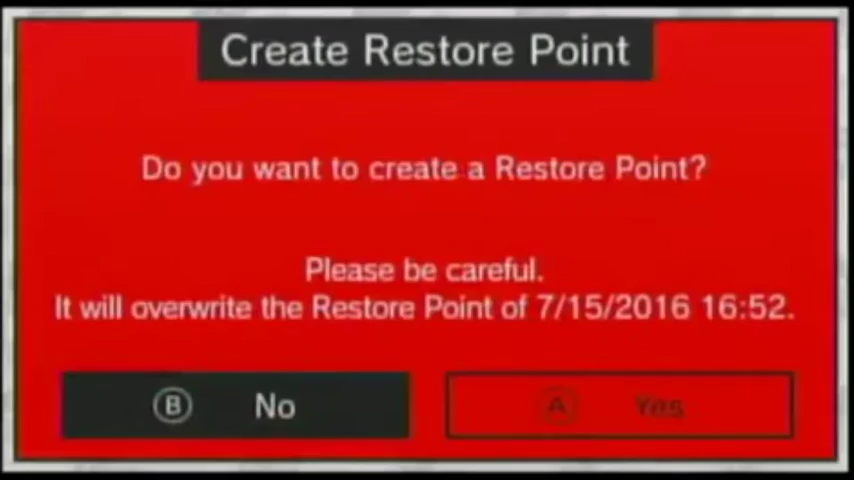 Create Restore Point
Do you want to create a Restore Point?
Please be careful.
It will overwrite the Restore Point of 7/15/2016 16:52.
B No
A Yes